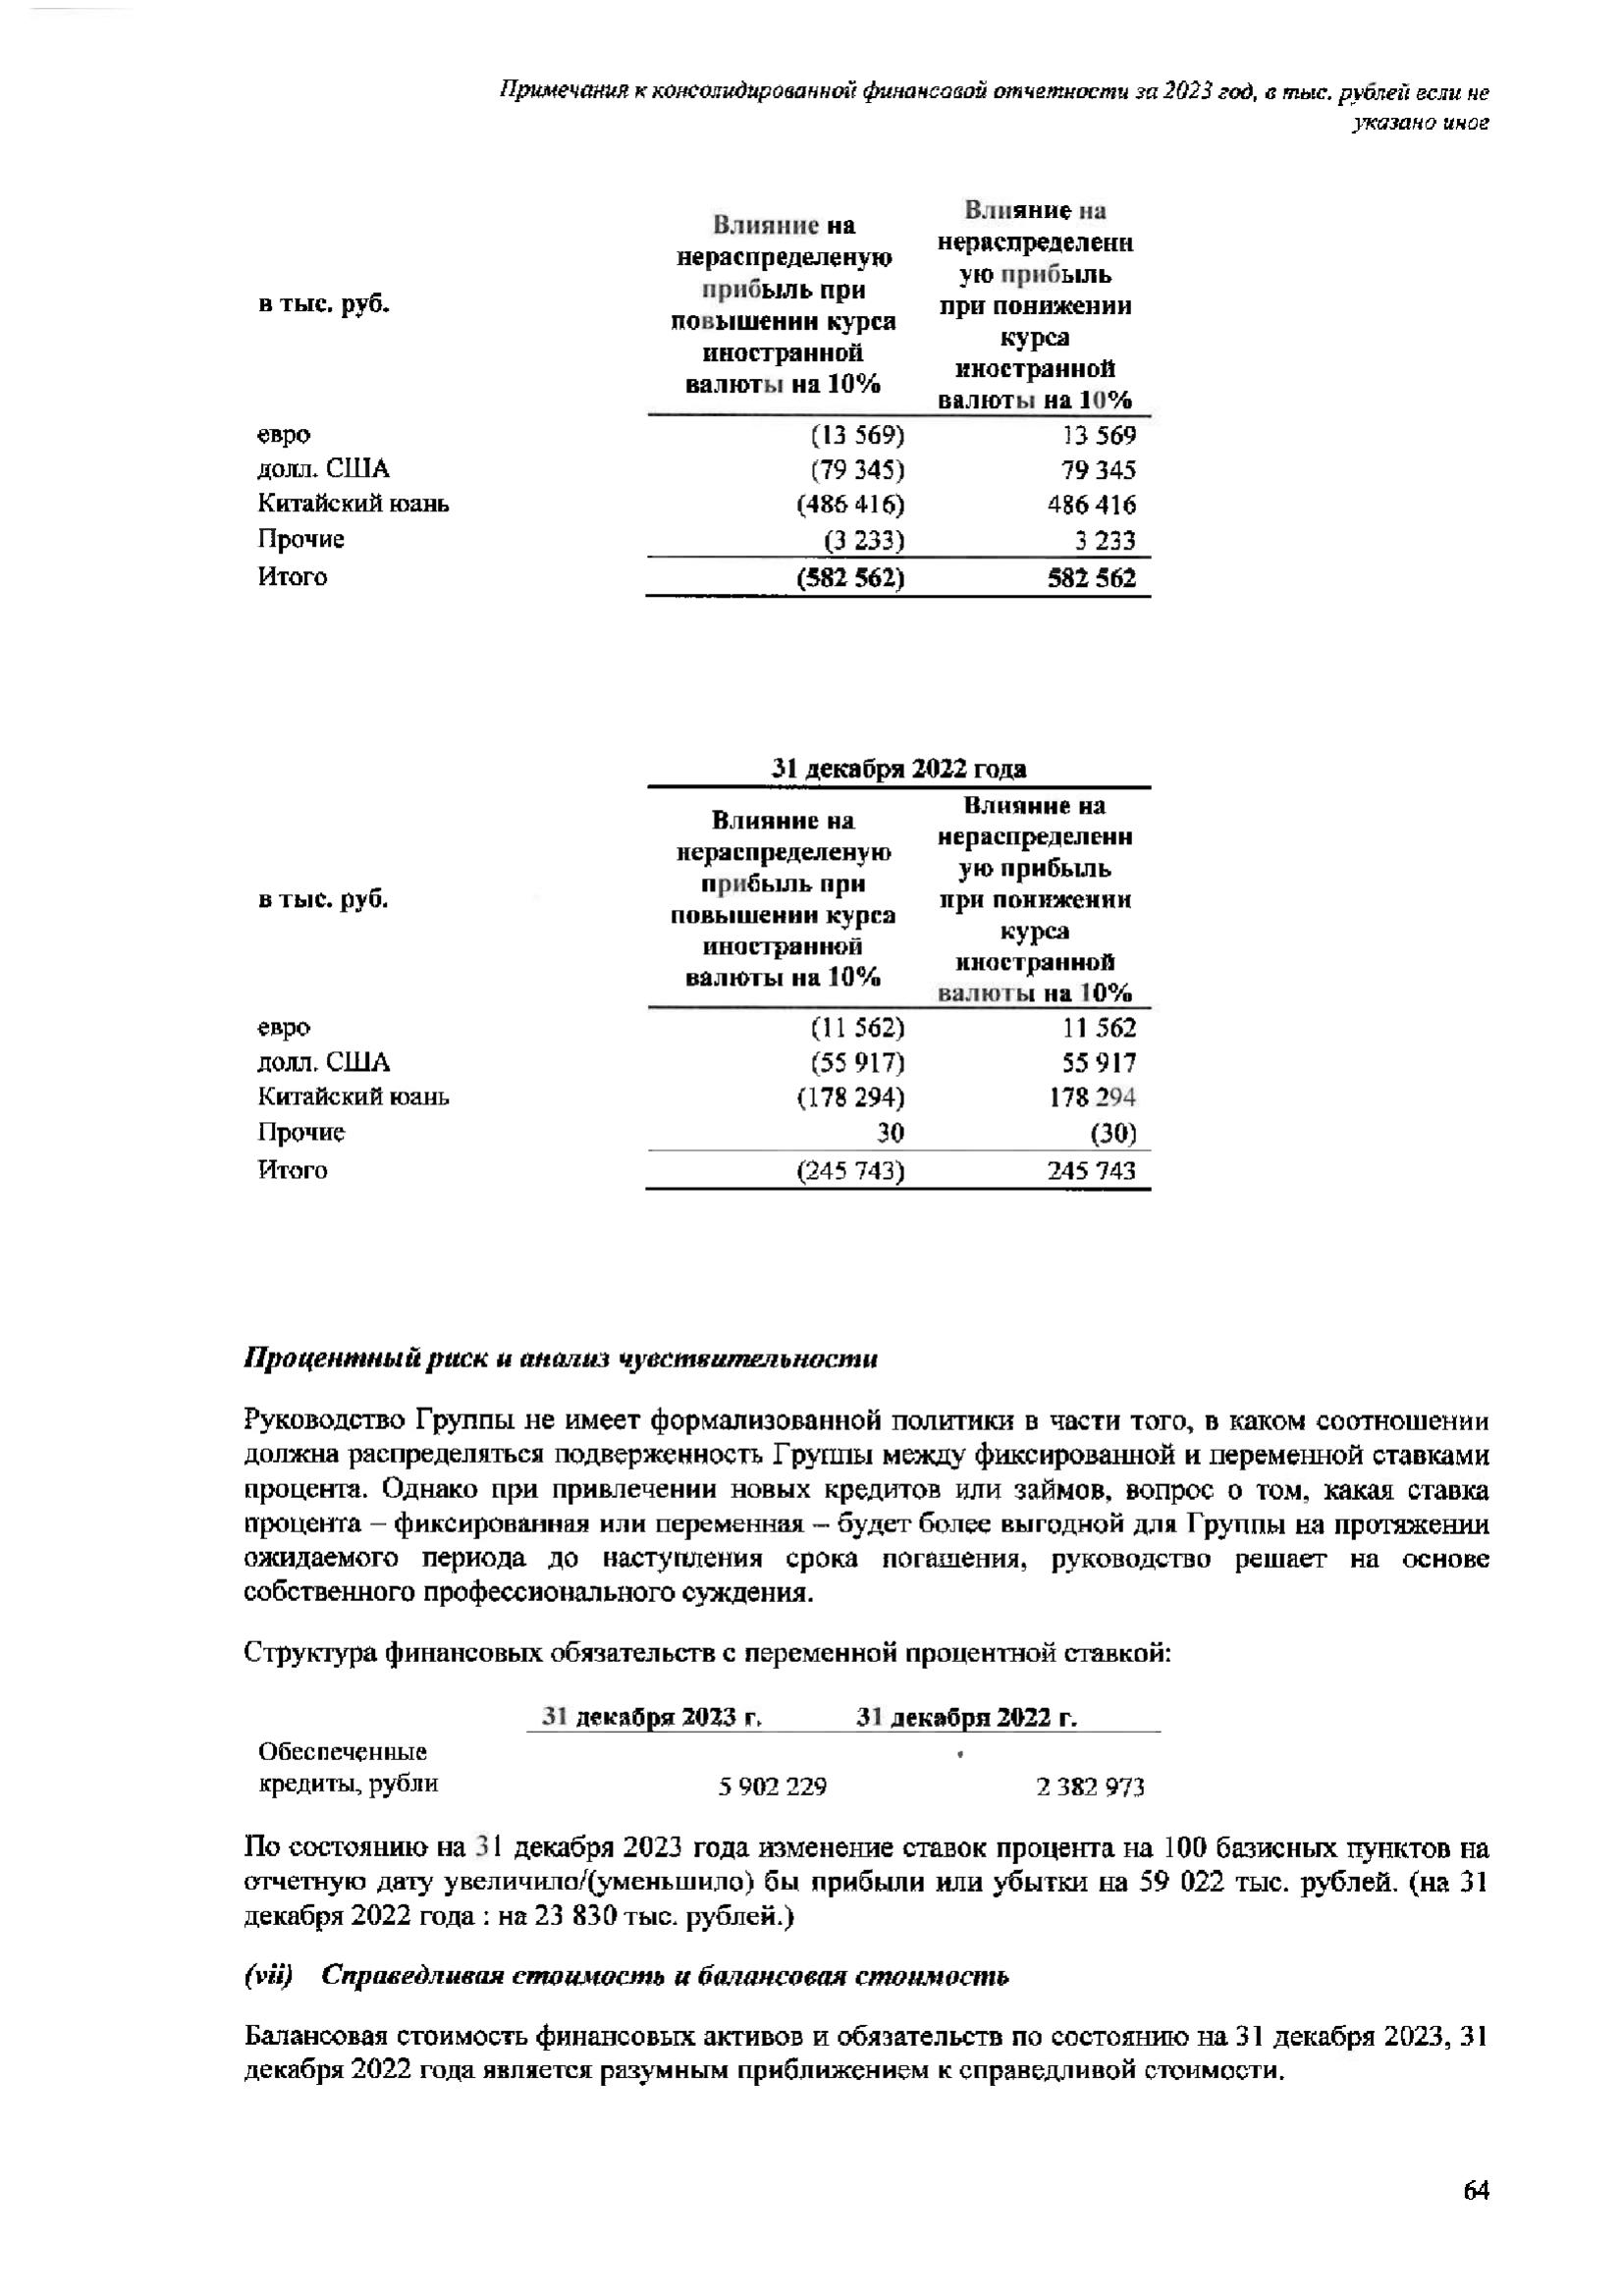 Примечания к консолидированной финансовой отчетности за 2023 год, в тыс. рублей если не
указано иное
в тыс. руб.
Влияние на
нераспределеную
прибыль при
повышении курса
иностранной
валюты на 10%
Влияние на
нераспределенн
ую прибыль
при понижении
курса
иностранной
валюты на 10%
евро (13 569) 13 569
долл. США (79 345) 79 345
Китайский юань (486 416) 486 416
Прочие (3 233) 3 233
Итого (582 562) 582 562
31 декабря 2022 года
в тыс. руб.
Влияние на
нераспределеную
прибыль при
повышении курса
иностранной
валюты на 10%
Влияние на
нераспределенн
ую прибыль
при понижении
курса
иностранной
валюты на 10%
евро (11 562) 11 562
долл. США (55 917) 55 917
Китайский юань (178 294) 178 294
Прочие 30 (30)
Итого (245 743) 245 743
Процентный риск и анализ чувствительности
Руководство Группы не имеет формализованной политики в части того, в каком соотношении
должна распределяться подверженность Группы между фиксированной и переменной ставками
процента. Однако при привлечении новых кредитов или займов, вопрос о том, какая ставка
процента – фиксированная или переменная – будет более выгодной для Группы на протяжении
ожидаемого периода до наступления срока погашения, руководство решает на основе
собственного профессионального суждения.
Структура финансовых обязательств с переменной процентной ставкой:
31 декабря 2023 г. 31 декабря 2022 г.
Обеспеченные
кредиты, рубли 5 902 229 2 382 973
По состоянию на 31 декабря 2023 года изменение ставок процента на 100 базисных пунктов на
отчетную дату увеличило/(уменьшило) бы прибыли или убытки на 59 022 тыс. рублей. (на 31
декабря 2022 года : на 23 830 тыс. рублей.)
(vii) Справедливая стоимость и балансовая стоимость
Балансовая стоимость финансовых активов и обязательств по состоянию на 31 декабря 2023, 31
декабря 2022 года является разумным приближением к справедливой стоимости.
64